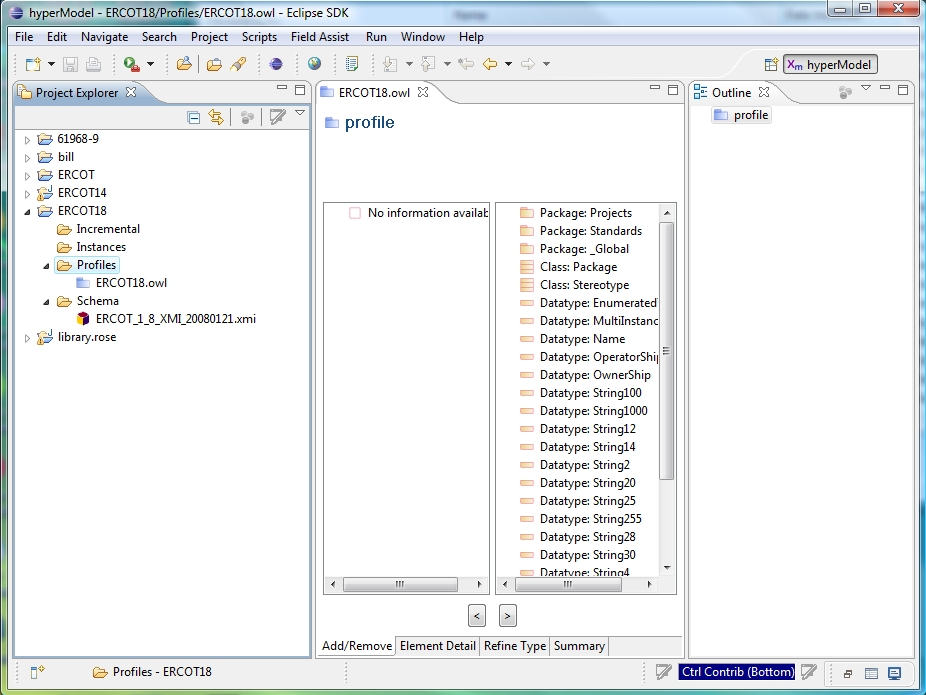 hyperModel - ERCOT18/Profiles/ERCOT18.owl - Eclipse SDK
File Edit Navigate Search Project Scripts Field Assist Run Window Help
Xm hyperModel
Project Explorer
61968-9
bill
ERCOT
ERCOT14
ERCOT18
Incremental
Instances
Profiles
ERCOT18.owl
Schema
ERCOT_1_8_XMI_20080121.xmi
library.rose
ERCOT18.owl
profile
No information availab
Package: Projects
Package: Standards
Package: _Global
Class: Package
Class: Stereotype
Datatype: Enumerated
Datatype: MultiInstanc
Datatype: Name
Datatype: OperatorShip
Datatype: OwnerShip
Datatype: String100
Datatype: String1000
Datatype: String12
Datatype: String14
Datatype: String2
Datatype: String20
Datatype: String25
Datatype: String255
Datatype: String28
Datatype: String30
Datatype: String4
< >
Add/Remove Element Detail Refine Type Summary
Outline
profile
Profiles - ERCOT18
Ctrl Contrib (Bottom)